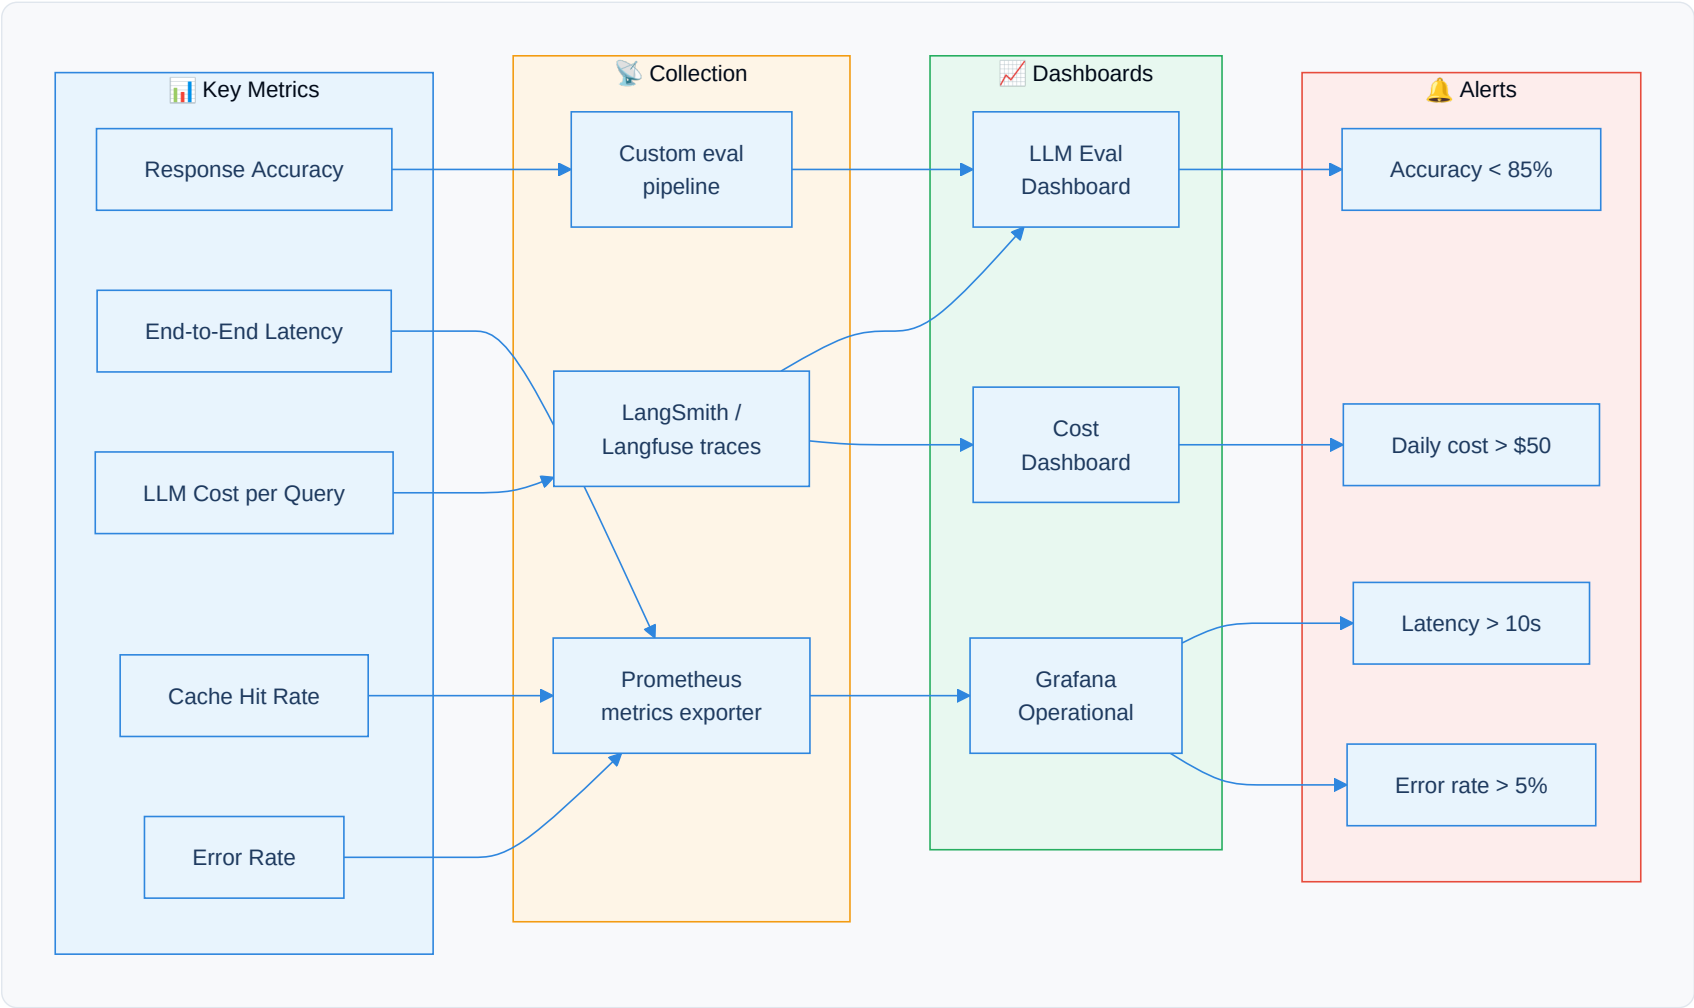 📊 Key Metrics
Response Accuracy
End-to-End Latency
LLM Cost per Query
Cache Hit Rate
Error Rate
📡 Collection
Custom eval
pipeline
LangSmith /
Langfuse traces
Prometheus
metrics exporter
📈 Dashboards
LLM Eval
Dashboard
Cost
Dashboard
Grafana
Operational
🔔 Alerts
Accuracy < 85%
Daily cost > $50
Latency > 10s
Error rate > 5%